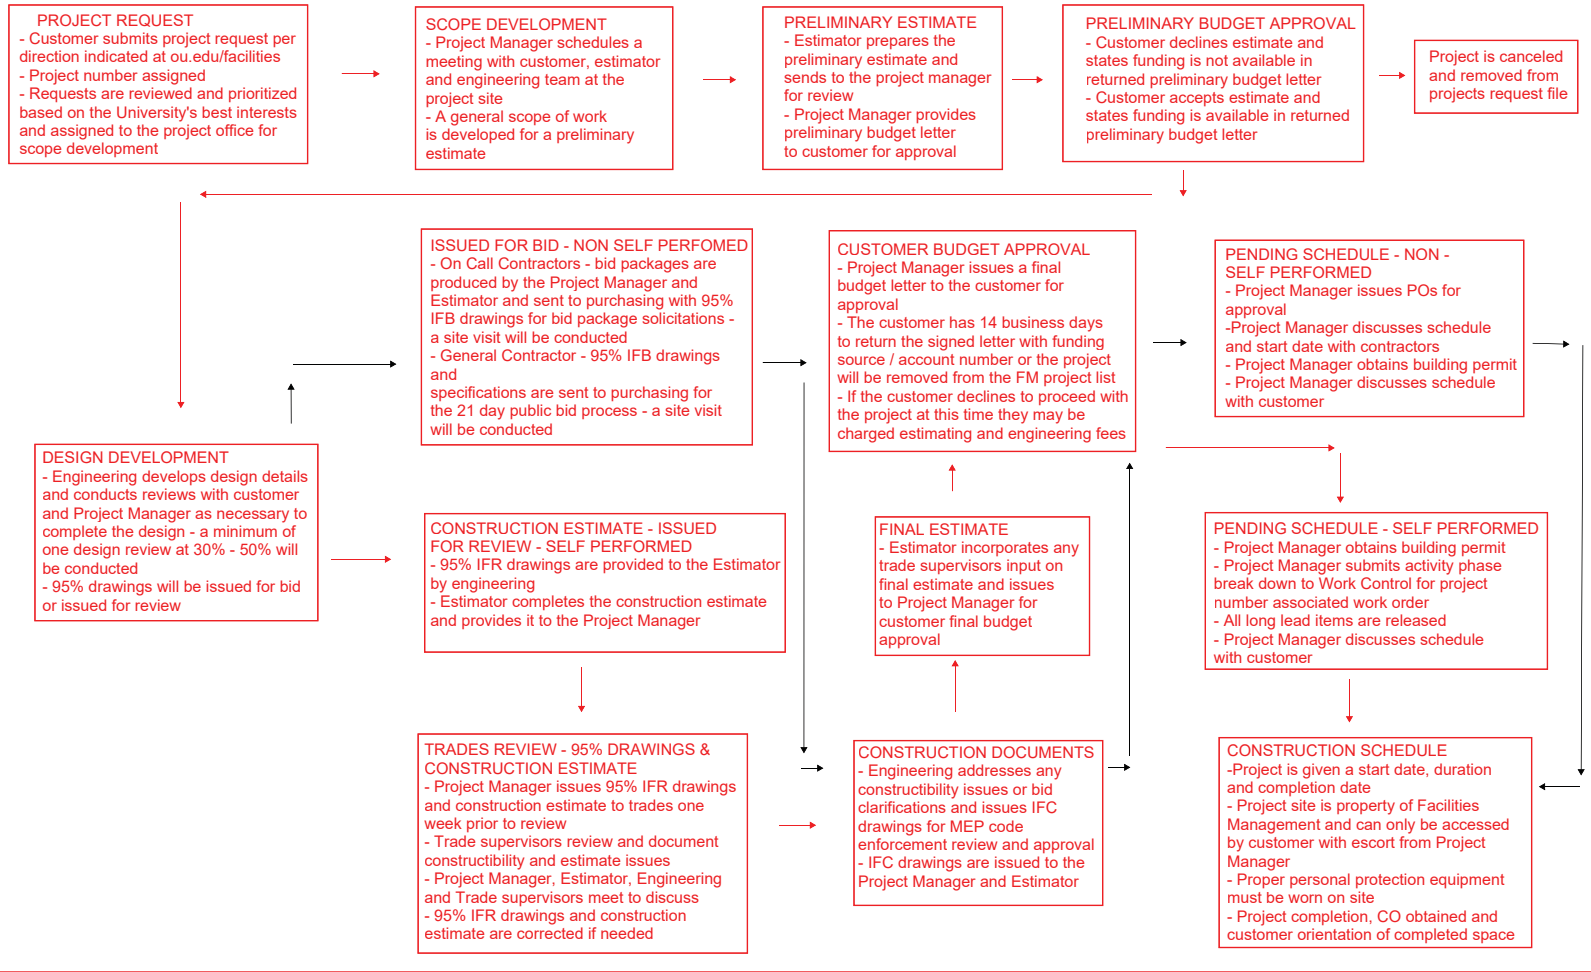 PROJECT REQUEST
- Customer submits project request per
direction indicated at ou.edu/facilities
- Project number assigned
- Requests are reviewed and prioritized
based on the University's best interests
and assigned to the project office for
scope development
SCOPE DEVELOPMENT
- Project Manager schedules a
meeting with customer, estimator
and engineering team at the
project site
- A general scope of work
is developed for a preliminary
estimate
PRELIMINARY ESTIMATE
- Estimator prepares the
preliminary estimate and
sends to the project manager
for review
- Project Manager provides
preliminary budget letter
to customer for approval
PRELIMINARY BUDGET APPROVAL
- Customer declines estimate and
states funding is not available in
returned preliminary budget letter
- Customer accepts estimate and
states funding is available in returned
preliminary budget letter
Project is canceled
and removed from
projects request file
DESIGN DEVELOPMENT
- Engineering develops design details
and conducts reviews with customer
and Project Manager as necessary to
complete the design - a minimum of
one design review at 30% - 50% will
be conducted
- 95% drawings will be issued for bid
or issued for review
ISSUED FOR BID - NON SELF PERFOMED
- On Call Contractors - bid packages are
produced by the Project Manager and
Estimator and sent to purchasing with 95%
IFB drawings for bid package solicitations -
a site visit will be conducted
- General Contractor - 95% IFB drawings
and
specifications are sent to purchasing for
the 21 day public bid process - a site visit
will be conducted
CONSTRUCTION ESTIMATE - ISSUED
FOR REVIEW - SELF PERFORMED
- 95% IFR drawings are provided to the Estimator
by engineering
- Estimator completes the construction estimate
and provides it to the Project Manager
TRADES REVIEW - 95% DRAWINGS &
CONSTRUCTION ESTIMATE
- Project Manager issues 95% IFR drawings
and construction estimate to trades one
week prior to review
- Trade supervisors review and document
constructibility and estimate issues
- Project Manager, Estimator, Engineering
and Trade supervisors meet to discuss
- 95% IFR drawings and construction
estimate are corrected if needed
CUSTOMER BUDGET APPROVAL
- Project Manager issues a final
budget letter to the customer for
approval
- The customer has 14 business days
to return the signed letter with funding
source / account number or the project
will be removed from the FM project list
- If the customer declines to proceed with
the project at this time they may be
charged estimating and engineering fees
FINAL ESTIMATE
- Estimator incorporates any
trade supervisors input on
final estimate and issues
to Project Manager for
customer final budget
approval
CONSTRUCTION DOCUMENTS
- Engineering addresses any
constructibility issues or bid
clarifications and issues IFC
drawings for MEP code
enforcement review and approval
- IFC drawings are issued to the
Project Manager and Estimator
PENDING SCHEDULE - NON -
SELF PERFORMED
- Project Manager issues POs for
approval
-Project Manager discusses schedule
and start date with contractors
- Project Manager obtains building permit
- Project Manager discusses schedule
with customer
PENDING SCHEDULE - SELF PERFORMED
- Project Manager obtains building permit
- Project Manager submits activity phase
break down to Work Control for project
number associated work order
- All long lead items are released
- Project Manager discusses schedule
with customer
CONSTRUCTION SCHEDULE
-Project is given a start date, duration
and completion date
- Project site is property of Facilities
Management and can only be accessed
by customer with escort from Project
Manager
- Proper personal protection equipment
must be worn on site
- Project completion, CO obtained and
customer orientation of completed space